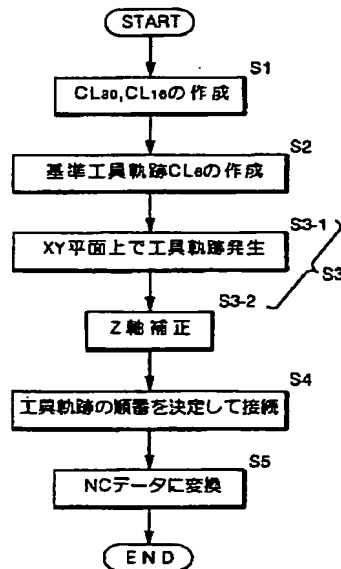 START
S1
CL30,CL16の作成
S2
基準工具軌跡CL6の作成
S3-1
XY平面上で工具軌跡発生
S3
S3-2
Z軸補正
S4
工具軌跡の順番を決定して接続
S5
NCデータに変換
END